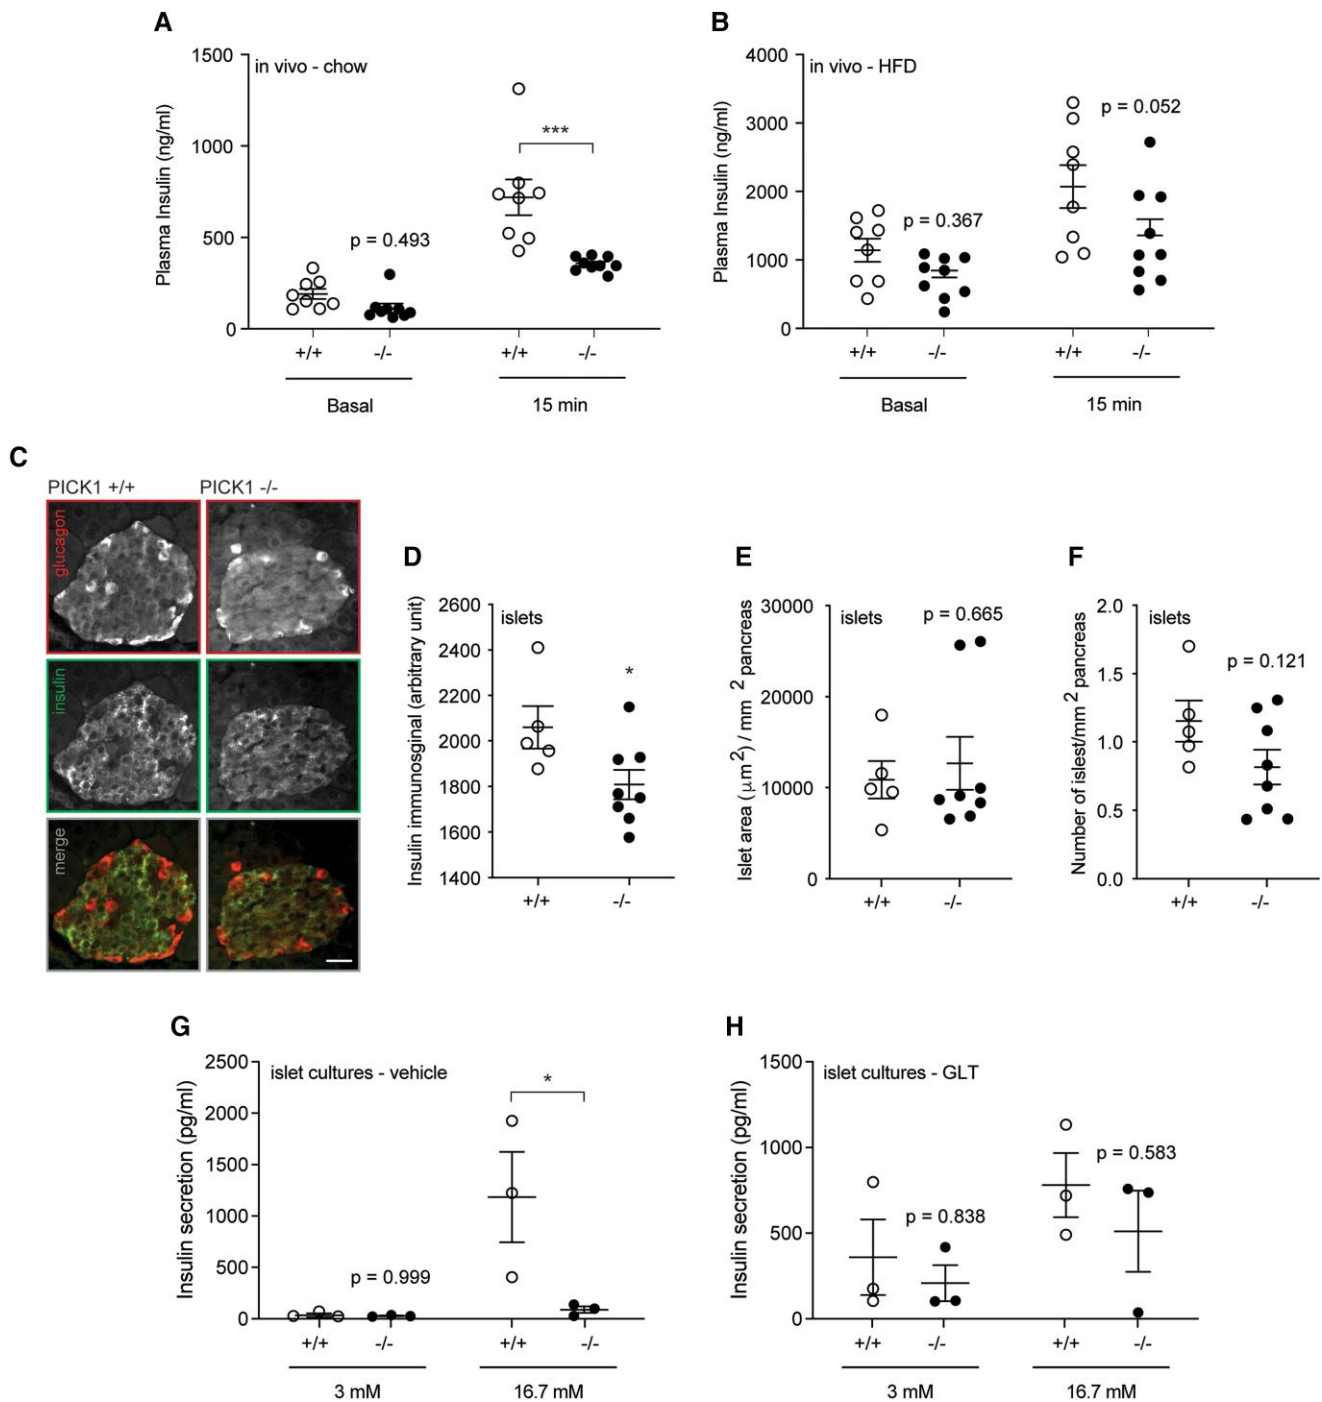 A
Plasma Insulin (ng/ml)
1500
1000
500
0
in vivo - chow
p = 0.493
***
+/+
-/-
+/+
-/-
Basal
15 min
B
Plasma Insulin (ng/ml)
4000
3000
2000
1000
0
in vivo - HFD
p = 0.367
p = 0.052
+/+
-/-
+/+
-/-
Basal
15 min
C
PICK1 +/+
PICK1 -/-
glucagon
insulin
merge
D
Insulin immunosginal (arbitrary unit)
2600
2400
2200
2000
1800
1600
1400
islets
*
+/+
-/-
E
Islet area (μm²) / mm² pancreas
30000
20000
10000
0
islets
p = 0.665
+/+
-/-
F
Number of islest/mm² pancreas
2.0
1.5
1.0
0.5
0.0
islets
p = 0.121
+/+
-/-
G
Insulin secretion (pg/ml)
2500
2000
1500
1000
500
0
islet cultures - vehicle
p = 0.999
*
+/+
-/-
+/+
-/-
3 mM
16.7 mM
H
Insulin secretion (pg/ml)
1500
1000
500
0
islet cultures - GLT
p = 0.838
p = 0.583
+/+
-/-
+/+
-/-
3 mM
16.7 mM